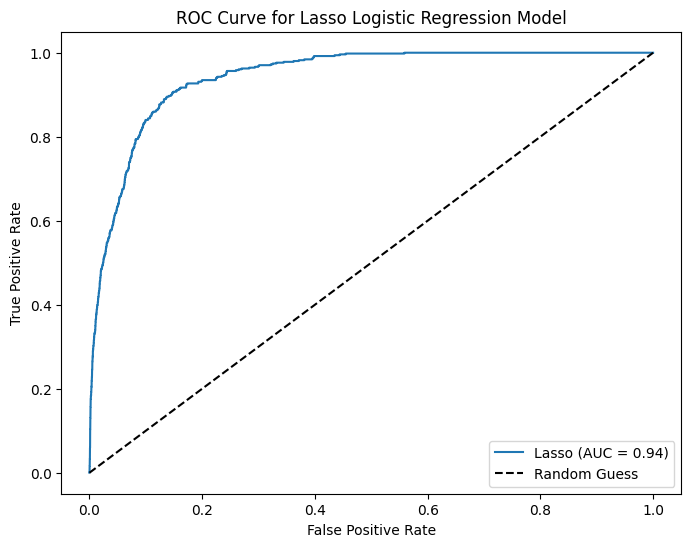 ROC Curve for Lasso Logistic Regression Model
True Positive Rate
1.0
0.8
0.6
0.4
0.2
0.0
Lasso (AUC = 0.94)
Random Guess
0.0 0.2 0.4 0.6 0.8 1.0
False Positive Rate